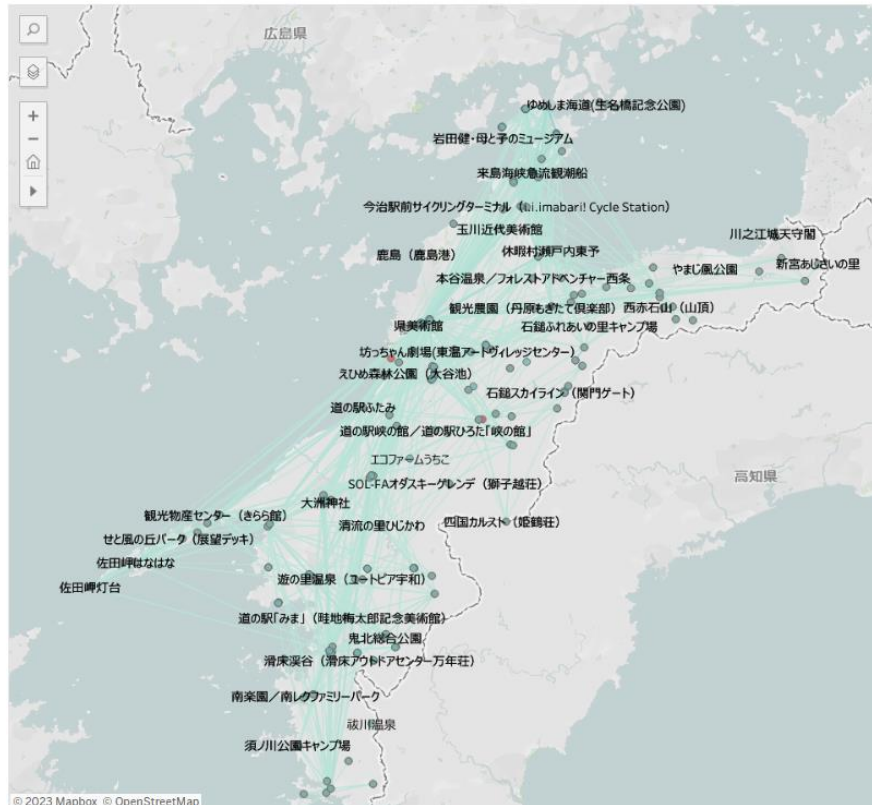 広島県
ゆめしま海道(生名橋記念公園)
岩田健・母と子のミュージアム
来島海峡急流観潮船
今治駅前サイクリングターミナル（i.i.imabari! Cycle Station）
玉川近代美術館
川之江城天守閣
鹿島（鹿島港）
休暇村瀬戸内東予
新宮あじさいの里
やまじ風公園
本谷温泉／フォレストアドベンチャー西条
観光農園（丹原もぎたて倶楽部）
西赤石山（山頂）
県美術館
石鎚ふれあいの里キャンプ場
坊っちゃん劇場(東温アートヴィレッジセンター)
えひめ森林公園（大谷池）
石鎚スカイライン（関門ゲート）
道の駅ふたみ
道の駅峡の館／道の駅ひろた「峡の館」
エコファームうちこ
高知県
SOL-FAオダスキーゲレンデ（獅子越荘）
大洲神社
観光物産センター（きらら館）
清流の里ひじかわ
四国カルスト（姫鶴荘）
せと風の丘パーク（展望デッキ）
佐田岬はなはな
遊の里温泉（ユートピア宇和）
佐田岬灯台
道の駅「みま」（畦地梅太郎記念美術館）
鬼北総合公園
滑床渓谷（滑床アウトドアセンター万年荘）
南楽園／南レクファミリーパーク
祓川温泉
須ノ川公園キャンプ場
© 2023 Mapbox © OpenStreetMap